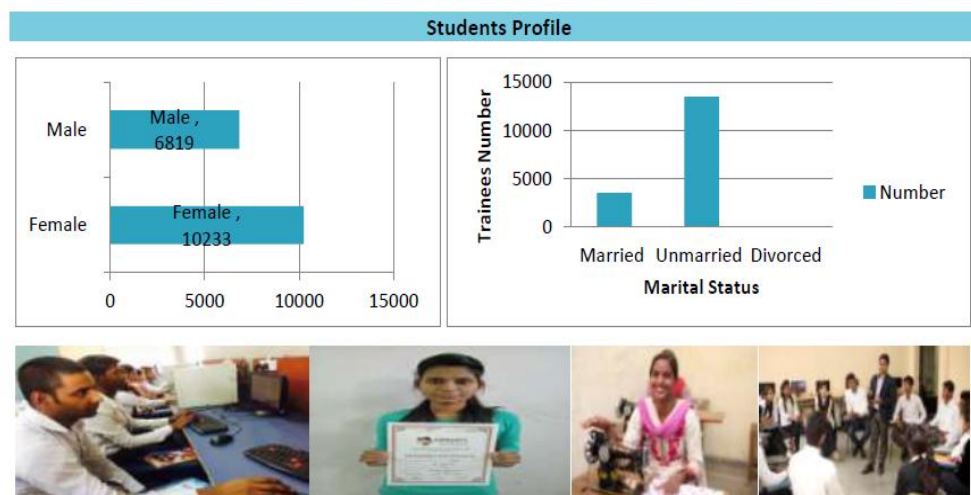 Students Profile
Male
Male ,
6819
Female
Female ,
10233
0 5000 10000 15000
15000
10000
5000
0
Trainees Number
Married Unmarried Divorced
Marital Status
Number